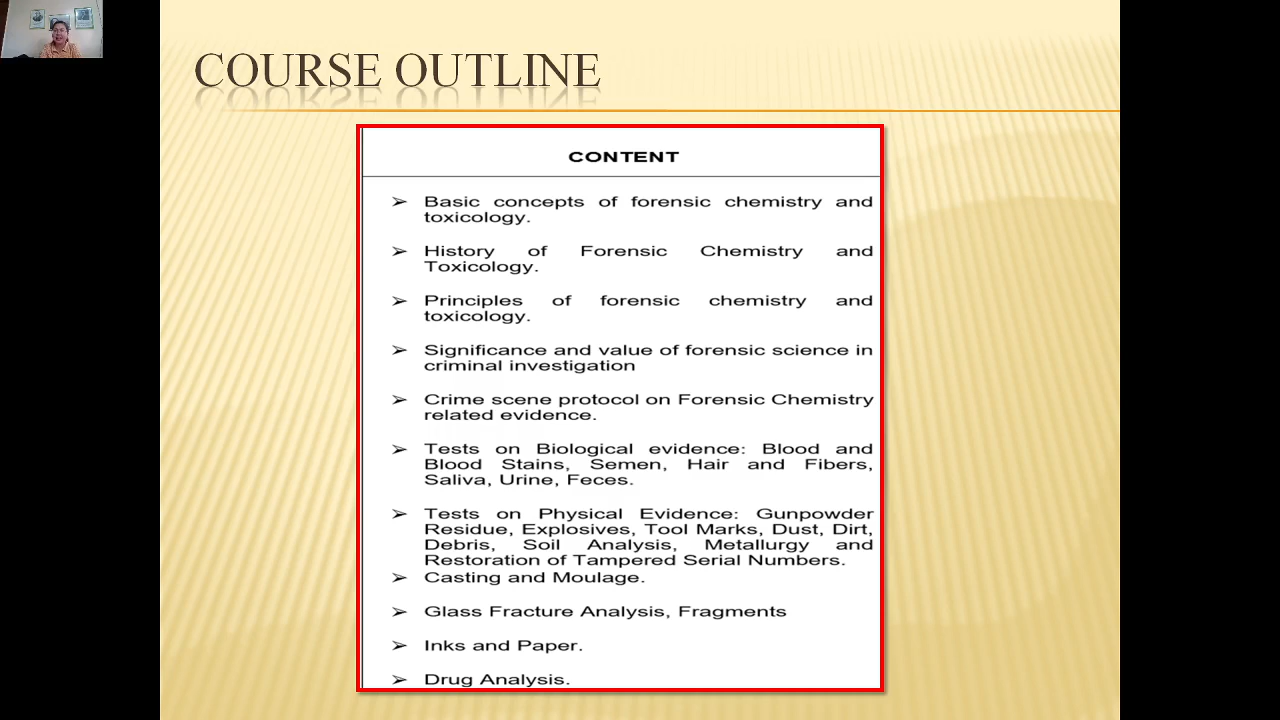 COURSE OUTLINE
CONTENT
➢ Basic concepts of forensic chemistry and
toxicology.
➢ History of Forensic Chemistry and
Toxicology.
➢ Principles of forensic chemistry and
toxicology.
➢ Significance and value of forensic science in
criminal investigation
➢ Crime scene protocol on Forensic Chemistry
related evidence.
➢ Tests on Biological evidence: Blood and
Blood Stains, Semen, Hair and Fibers,
Saliva, Urine, Feces.
➢ Tests on Physical Evidence: Gunpowder
Residue, Explosives, Tool Marks, Dust, Dirt,
Debris, Soil Analysis, Metallurgy and
Restoration of Tampered Serial Numbers.
➢ Casting and Moulage.
➢ Glass Fracture Analysis, Fragments
➢ Inks and Paper.
➢ Drug Analysis.